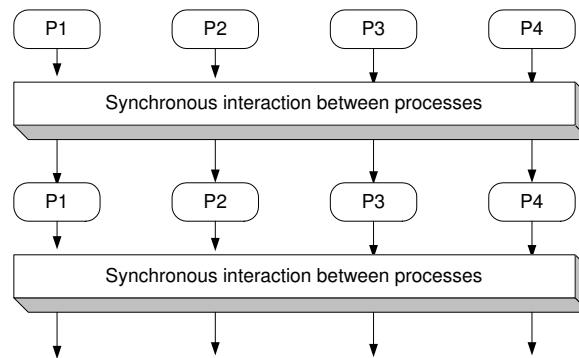 P1 P2 P3 P4
Synchronous interaction between processes
P1 P2 P3 P4
Synchronous interaction between processes